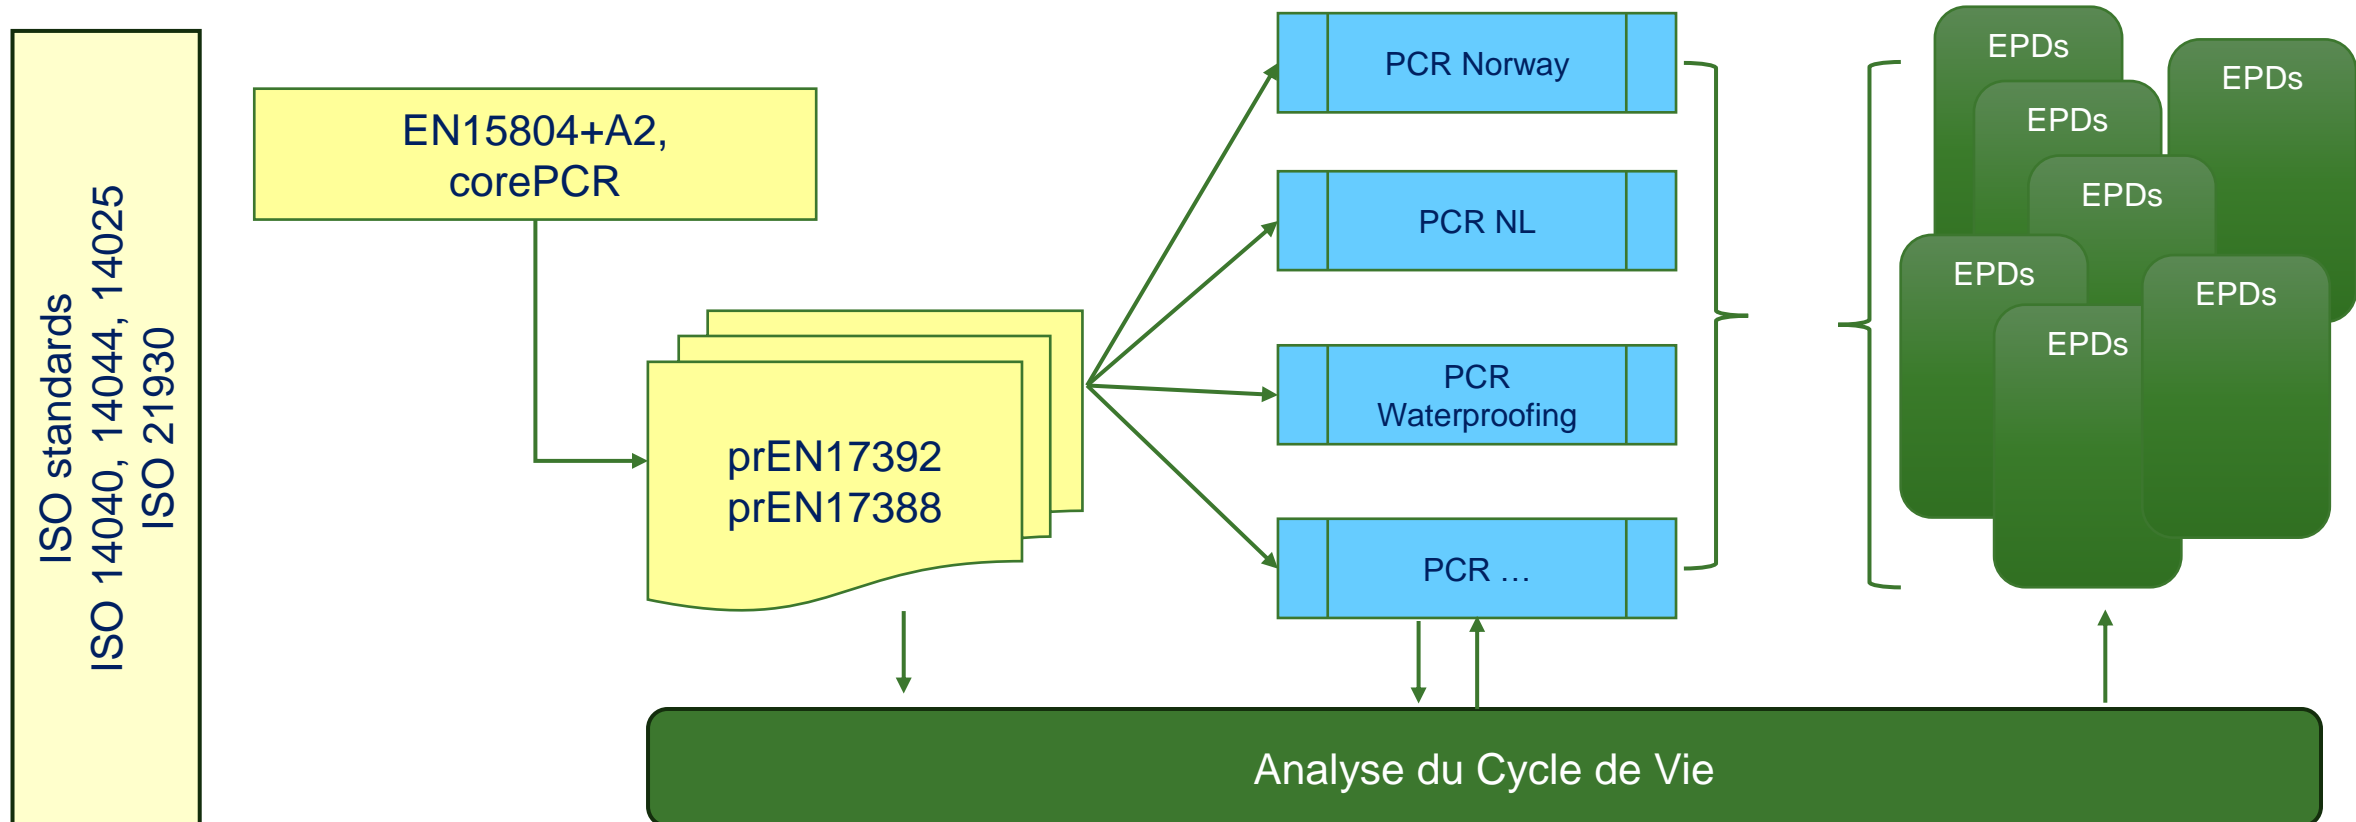 ISO standards
ISO 14040, 14044, 14025
ISO 21930
EN15804+A2,
corePCR
prEN17392
prEN17388
PCR Norway
PCR NL
PCR
Waterproofing
PCR …
EPDs
EPDs
EPDs
EPDs
EPDs
EPDs
EPDs
Analyse du Cycle de Vie